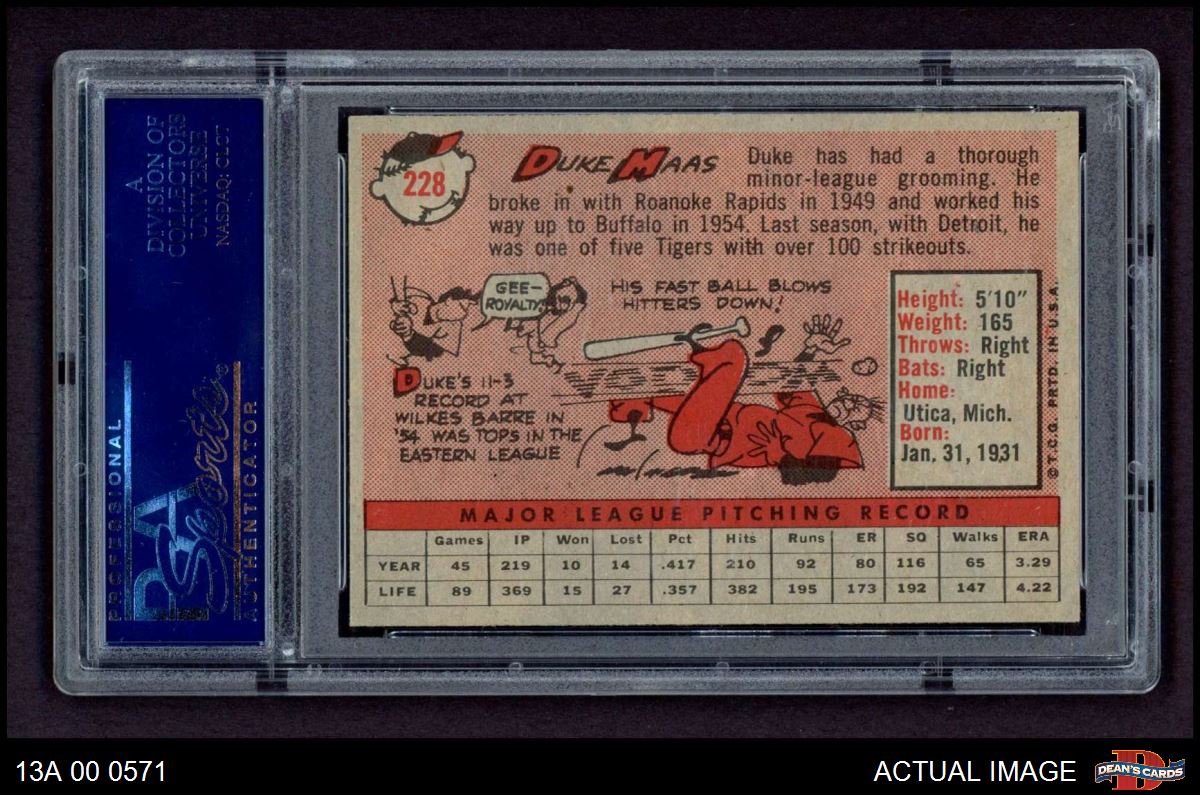 A
DIVISION OF
COLLECTORS
UNIVERSE
NASDAQ: CLCT
PROFESSIONAL
PSA
Sports
AUTHENTICATOR
228
DUKE MAAS
Duke has had a thorough
minor-league grooming. He
broke in with Roanoke Rapids in 1949 and worked his
way up to Buffalo in 1954. Last season, with Detroit, he
was one of five Tigers with over 100 strikeouts.
GEE-
ROYALTY!
HIS FAST BALL BLOWS
HITTERS DOWN!
DUKE'S 11-3
RECORD AT
WILKES BARRE IN
'54 WAS TOPS IN THE
EASTERN LEAGUE
Height: 5'10"
Weight: 165
Throws: Right
Bats: Right
Home:
Utica, Mich.
Born:
Jan. 31, 1931
© T.C.G. PRTD. IN U.S.A.
MAJOR LEAGUE PITCHING RECORD
Games IP Won Lost Pct Hits Runs ER SO Walks ERA
YEAR 45 219 10 14 .417 210 92 80 116 65 3.29
LIFE 89 369 15 27 .357 382 195 173 192 147 4.22
13A 00 0571
ACTUAL IMAGE
D
DEAN'S CARDS